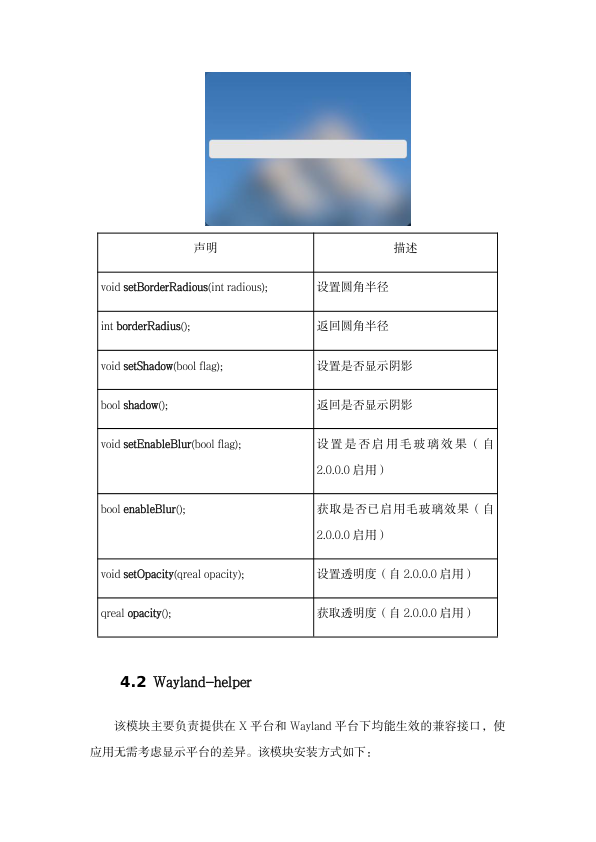 声明
描述
void setBorderRadious(int radious);
设置圆角半径
int borderRadius();
返回圆角半径
void setShadow(bool flag);
设置是否显示阴影
bool shadow();
返回是否显示阴影
void setEnableBlur(bool flag);
设置是否启用毛玻璃效果（自
2.0.0.0 启用）
bool enableBlur();
获取是否已启用毛玻璃效果（自
2.0.0.0 启用）
void setOpacity(qreal opacity);
设置透明度（自 2.0.0.0 启用）
qreal opacity();
获取透明度（自 2.0.0.0 启用）
4.2 Wayland-helper
该模块主要负责提供在 X 平台和 Wayland 平台下均能生效的兼容接口，使
应用无需考虑显示平台的差异。该模块安装方式如下：